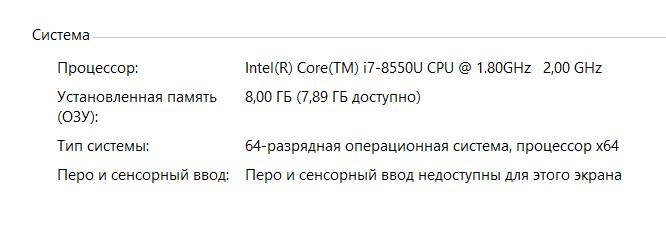 Система
Процессор: Intel(R) Core(TM) i7-8550U CPU @ 1.80GHz 2,00 GHz
Установленная память 8,00 ГБ (7,89 ГБ доступно)
(ОЗУ):
Тип системы: 64-разрядная операционная система, процессор x64
Перо и сенсорный ввод: Перо и сенсорный ввод недоступны для этого экрана